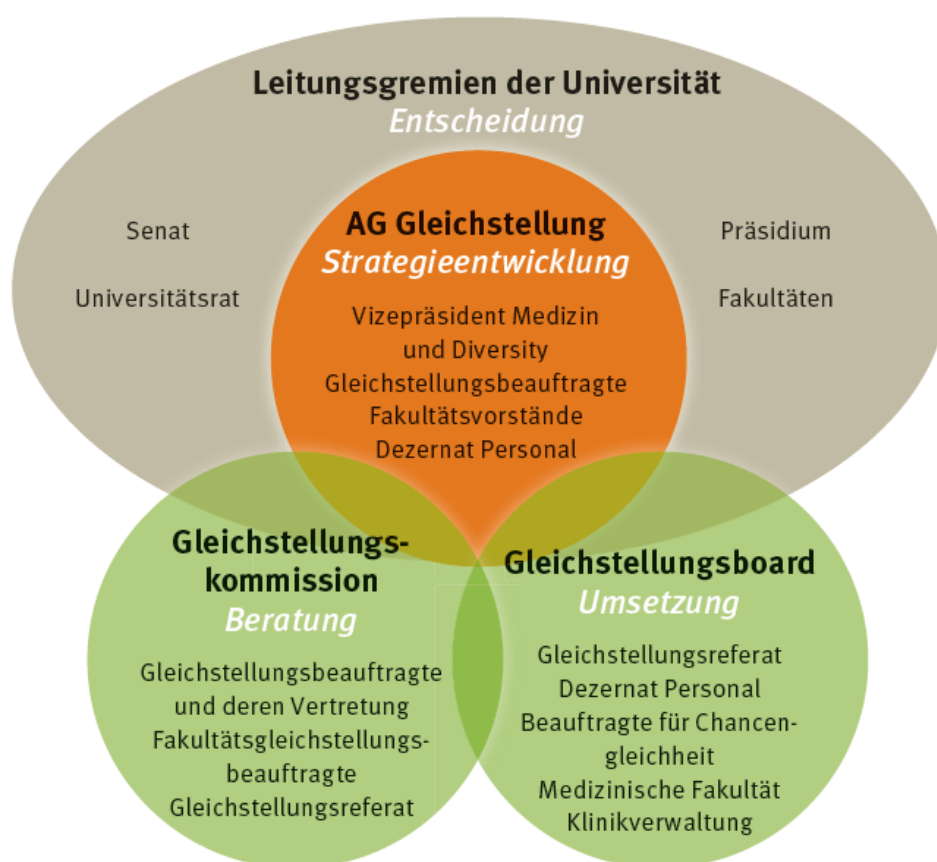 Leitungsgremien der Universität
Entscheidung
Senat
Universitätsrat
Präsidium
Fakultäten
AG Gleichstellung
Strategieentwicklung
Vizepräsident Medizin
und Diversity
Gleichstellungsbeauftragte
Fakultätsvorstände
Dezernat Personal
Gleichstellungs-
kommission
Beratung
Gleichstellungsbeauftragte
und deren Vertretung
Fakultätsgleichstellungs-
beauftragte
Gleichstellungsreferat
Gleichstellungsboard
Umsetzung
Gleichstellungsreferat
Dezernat Personal
Beauftragte für Chancen-
gleichheit
Medizinische Fakultät
Klinikverwaltung